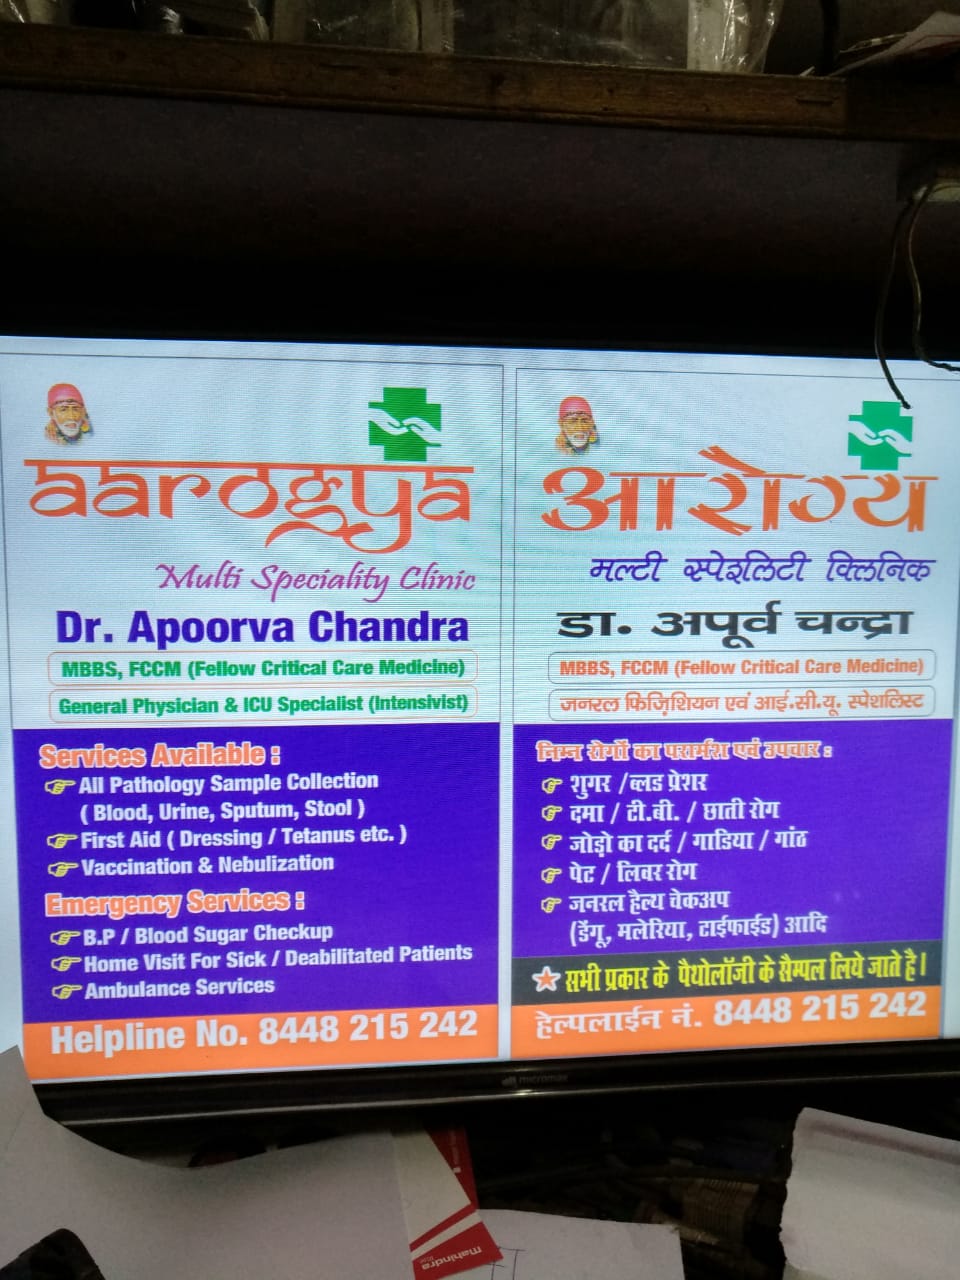 aarogya
Multi Speciality Clinic
Dr. Apoorva Chandra
MBBS, FCCM (Fellow Critical Care Medicine)
General Physician & ICU Specialist (Intensivist)
Services Available :
All Pathology Sample Collection
( Blood, Urine, Sputum, Stool )
First Aid ( Dressing / Tetanus etc. )
Vaccination & Nebulization
Emergency Services :
B.P / Blood Sugar Checkup
Home Visit For Sick / Deabilitated Patients
Ambulance Services
Helpline No. 8448 215 242
आरोग्य
मल्टी स्पेशलिटी क्लिनिक
डा. अपूर्व चन्द्रा
MBBS, FCCM (Fellow Critical Care Medicine)
जनरल फिज़िशियन एवं आई.सी.यू. स्पेशलिस्ट
निम्न रोगों का परार्मश एवं उपचार :
शुगर /ब्लड प्रेशर
दमा / टी.बी. / छाती रोग
जोड़ो का दर्द / गाडिया / गांठ
पेट / लिवर रोग
जनरल हैल्थ चेकअप
(डेंगू, मलेरिया, टाईफाईड) आदि
सभी प्रकार के पैथोलॉजी के सैम्पल लिये जाते है।
हेल्पलाईन नं. 8448 215 242
micromax
mahindra